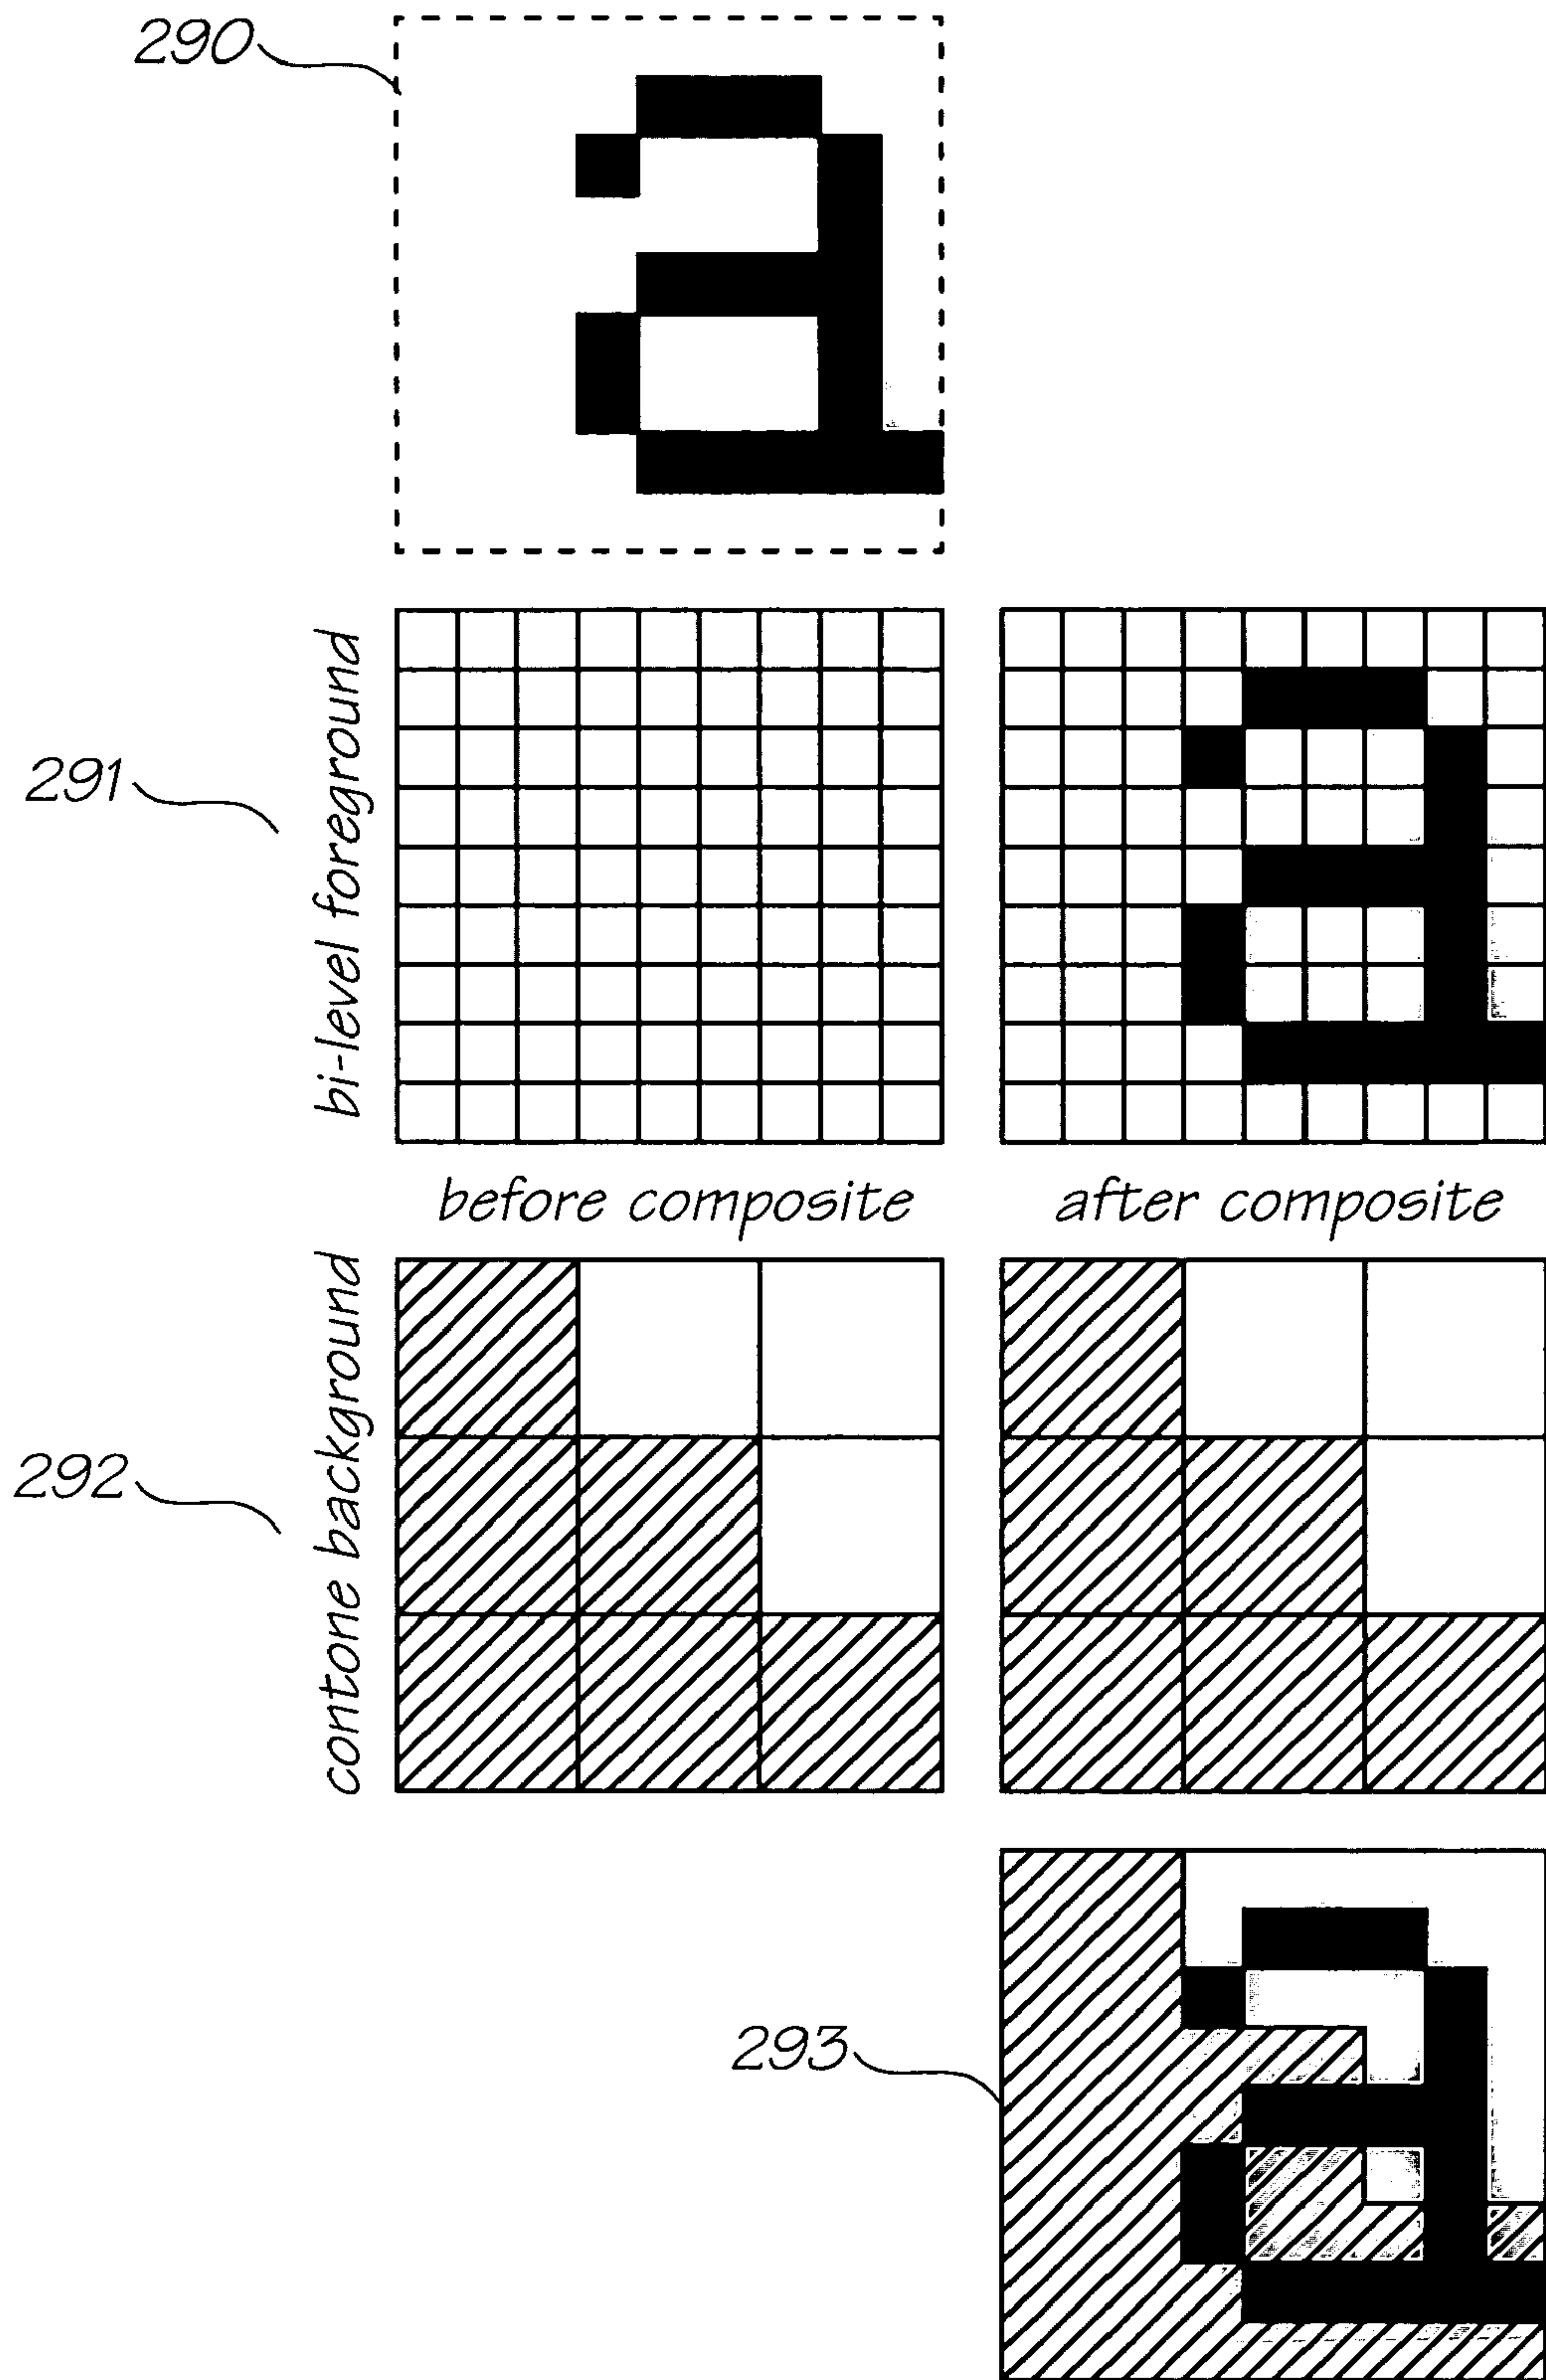 290
a
291
bi-level foreground
before composite
after composite
292
contone background
293